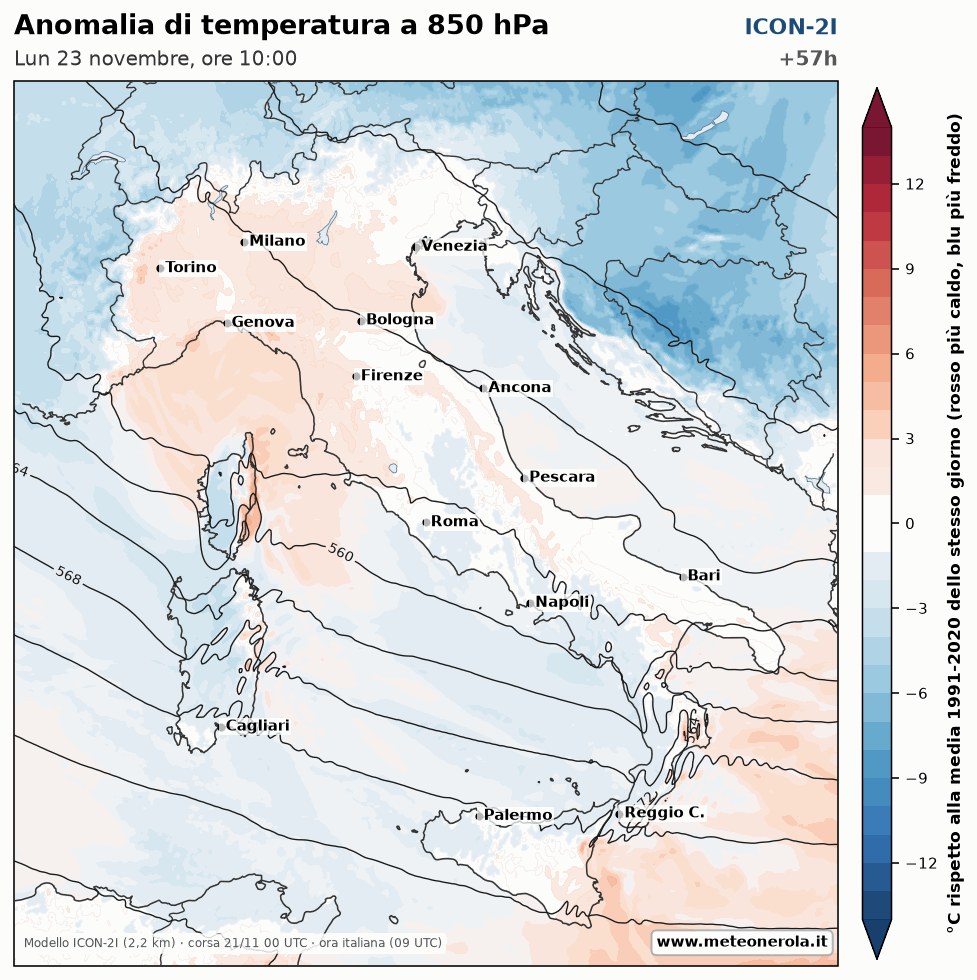 Anomalia di temperatura a 850 hPa
ICON-2I
Lun 23 novembre, ore 10:00
+57h
Milano
Venezia
Torino
Genova
Bologna
Firenze
Ancona
64
Pescara
Roma
560
568
Bari
Napoli
Cagliari
564
Palermo
Reggio C.
Modello ICON-2I (2,2 km) · corsa 21/11 00 UTC · ora italiana (09 UTC)
www.meteonerola.it
12
9
6
3
0
−3
−6
−9
−12
°C rispetto alla media 1991-2020 dello stesso giorno (rosso più caldo, blu più freddo)